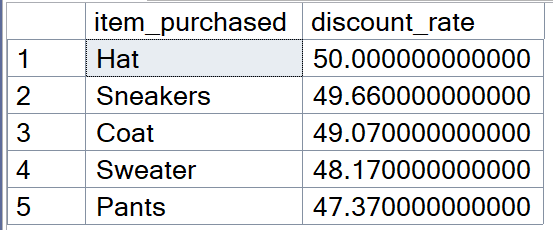 item_purchased discount_rate
1 Hat 50.000000000000
2 Sneakers 49.660000000000
3 Coat 49.070000000000
4 Sweater 48.170000000000
5 Pants 47.370000000000